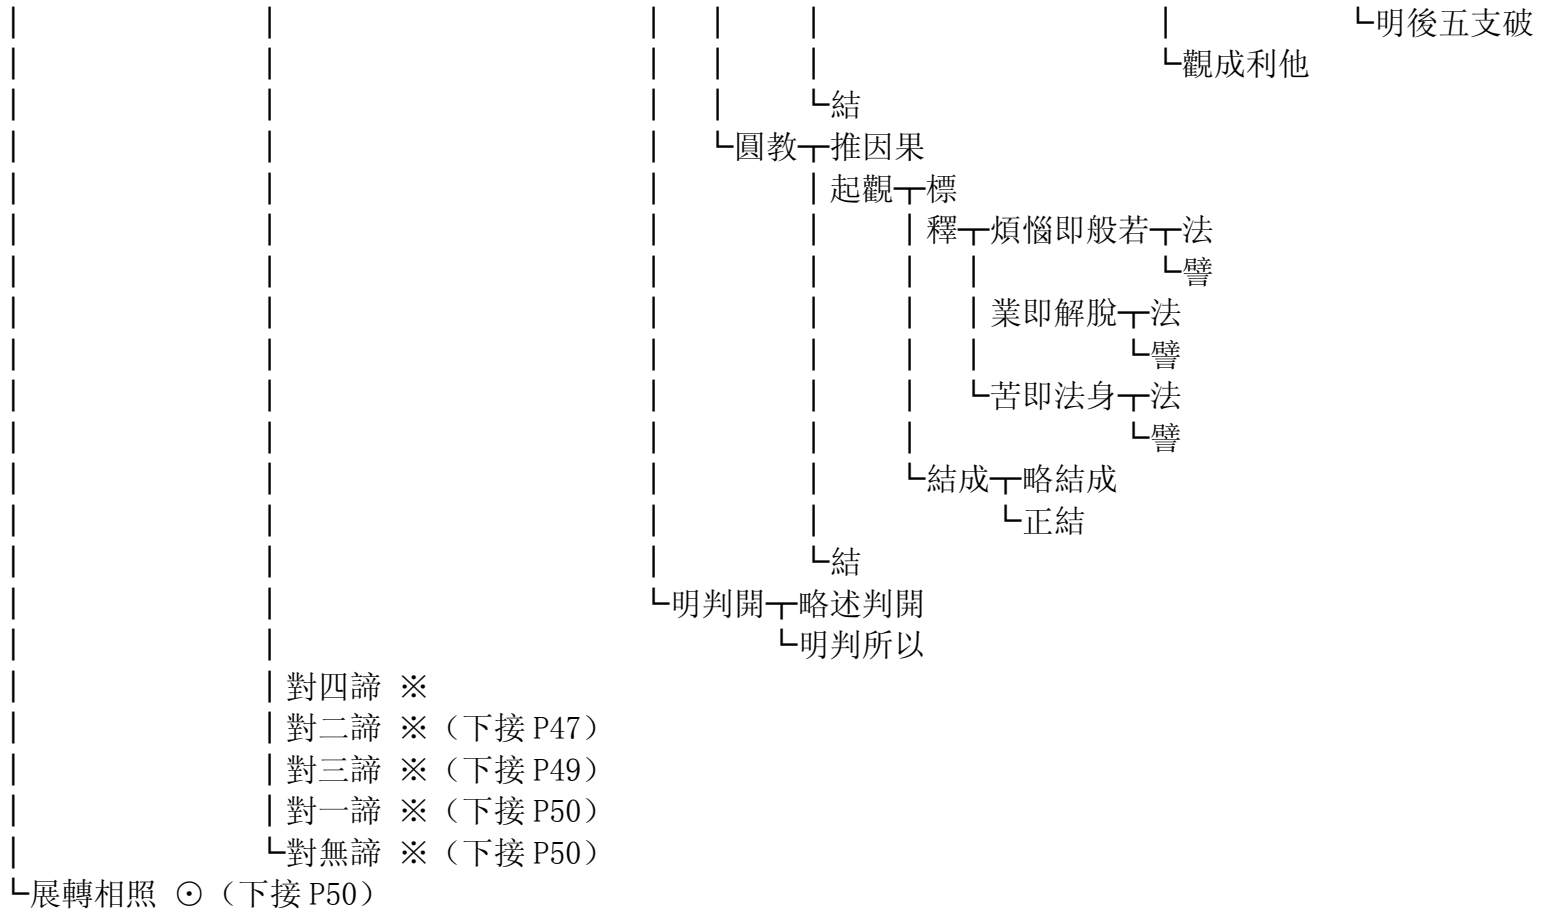 明後五支破
觀成利他
結
圓教 推因果
起觀 標
釋 煩惱即般若 法
譬
業即解脫 法
譬
苦即法身 法
譬
結成 略結成
正結
結
明判開 略述判開
明判所以
對四諦 ※
對二諦 ※（下接 P47）
對三諦 ※（下接 P49）
對一諦 ※（下接 P50）
對無諦 ※（下接 P50）
展轉相照 ⊙（下接 P50）